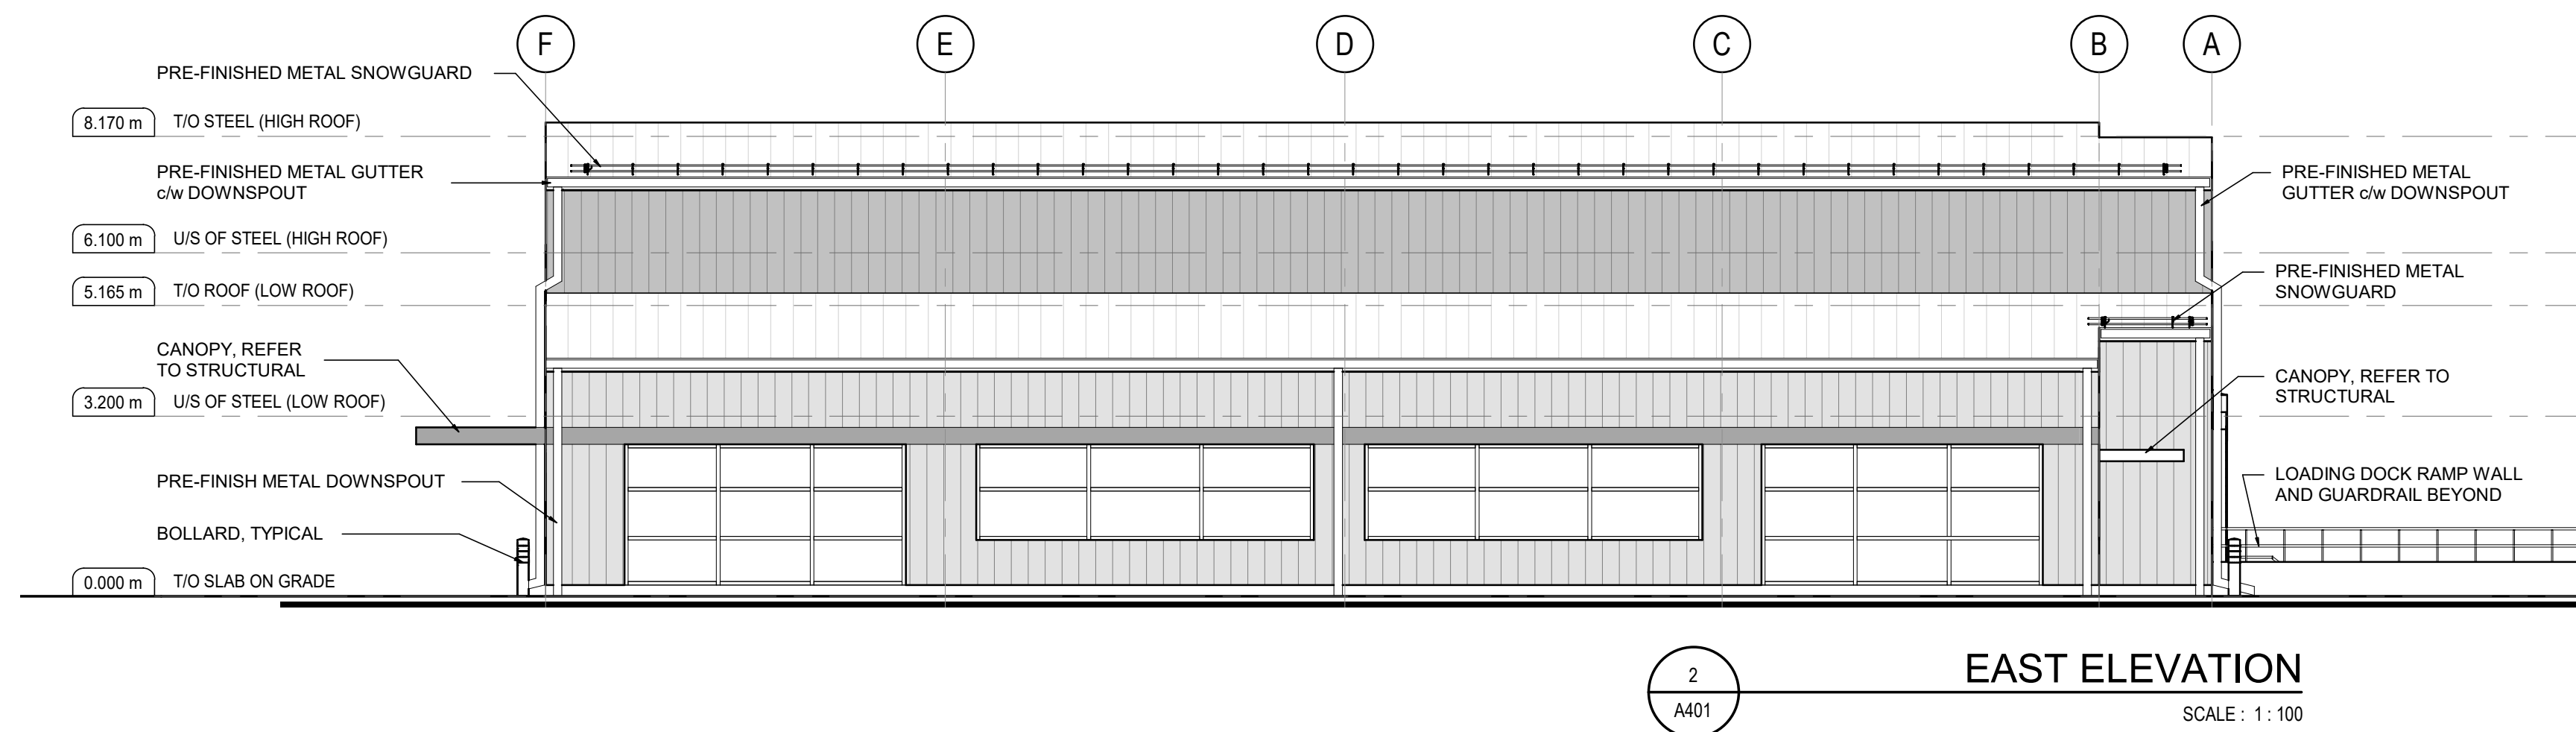 F
E
D
C
B
A
PRE-FINISHED METAL SNOWGUARD
8.170 m T/O STEEL (HIGH ROOF)
PRE-FINISHED METAL GUTTER
c/w DOWNSPOUT
6.100 m U/S OF STEEL (HIGH ROOF)
5.165 m T/O ROOF (LOW ROOF)
CANOPY, REFER
TO STRUCTURAL
3.200 m U/S OF STEEL (LOW ROOF)
PRE-FINISH METAL DOWNSPOUT
BOLLARD, TYPICAL
0.000 m T/O SLAB ON GRADE
PRE-FINISHED METAL
GUTTER c/w DOWNSPOUT
PRE-FINISHED METAL
SNOWGUARD
CANOPY, REFER TO
STRUCTURAL
LOADING DOCK RAMP WALL
AND GUARDRAIL BEYOND
2
A401
EAST ELEVATION
SCALE : 1 : 100